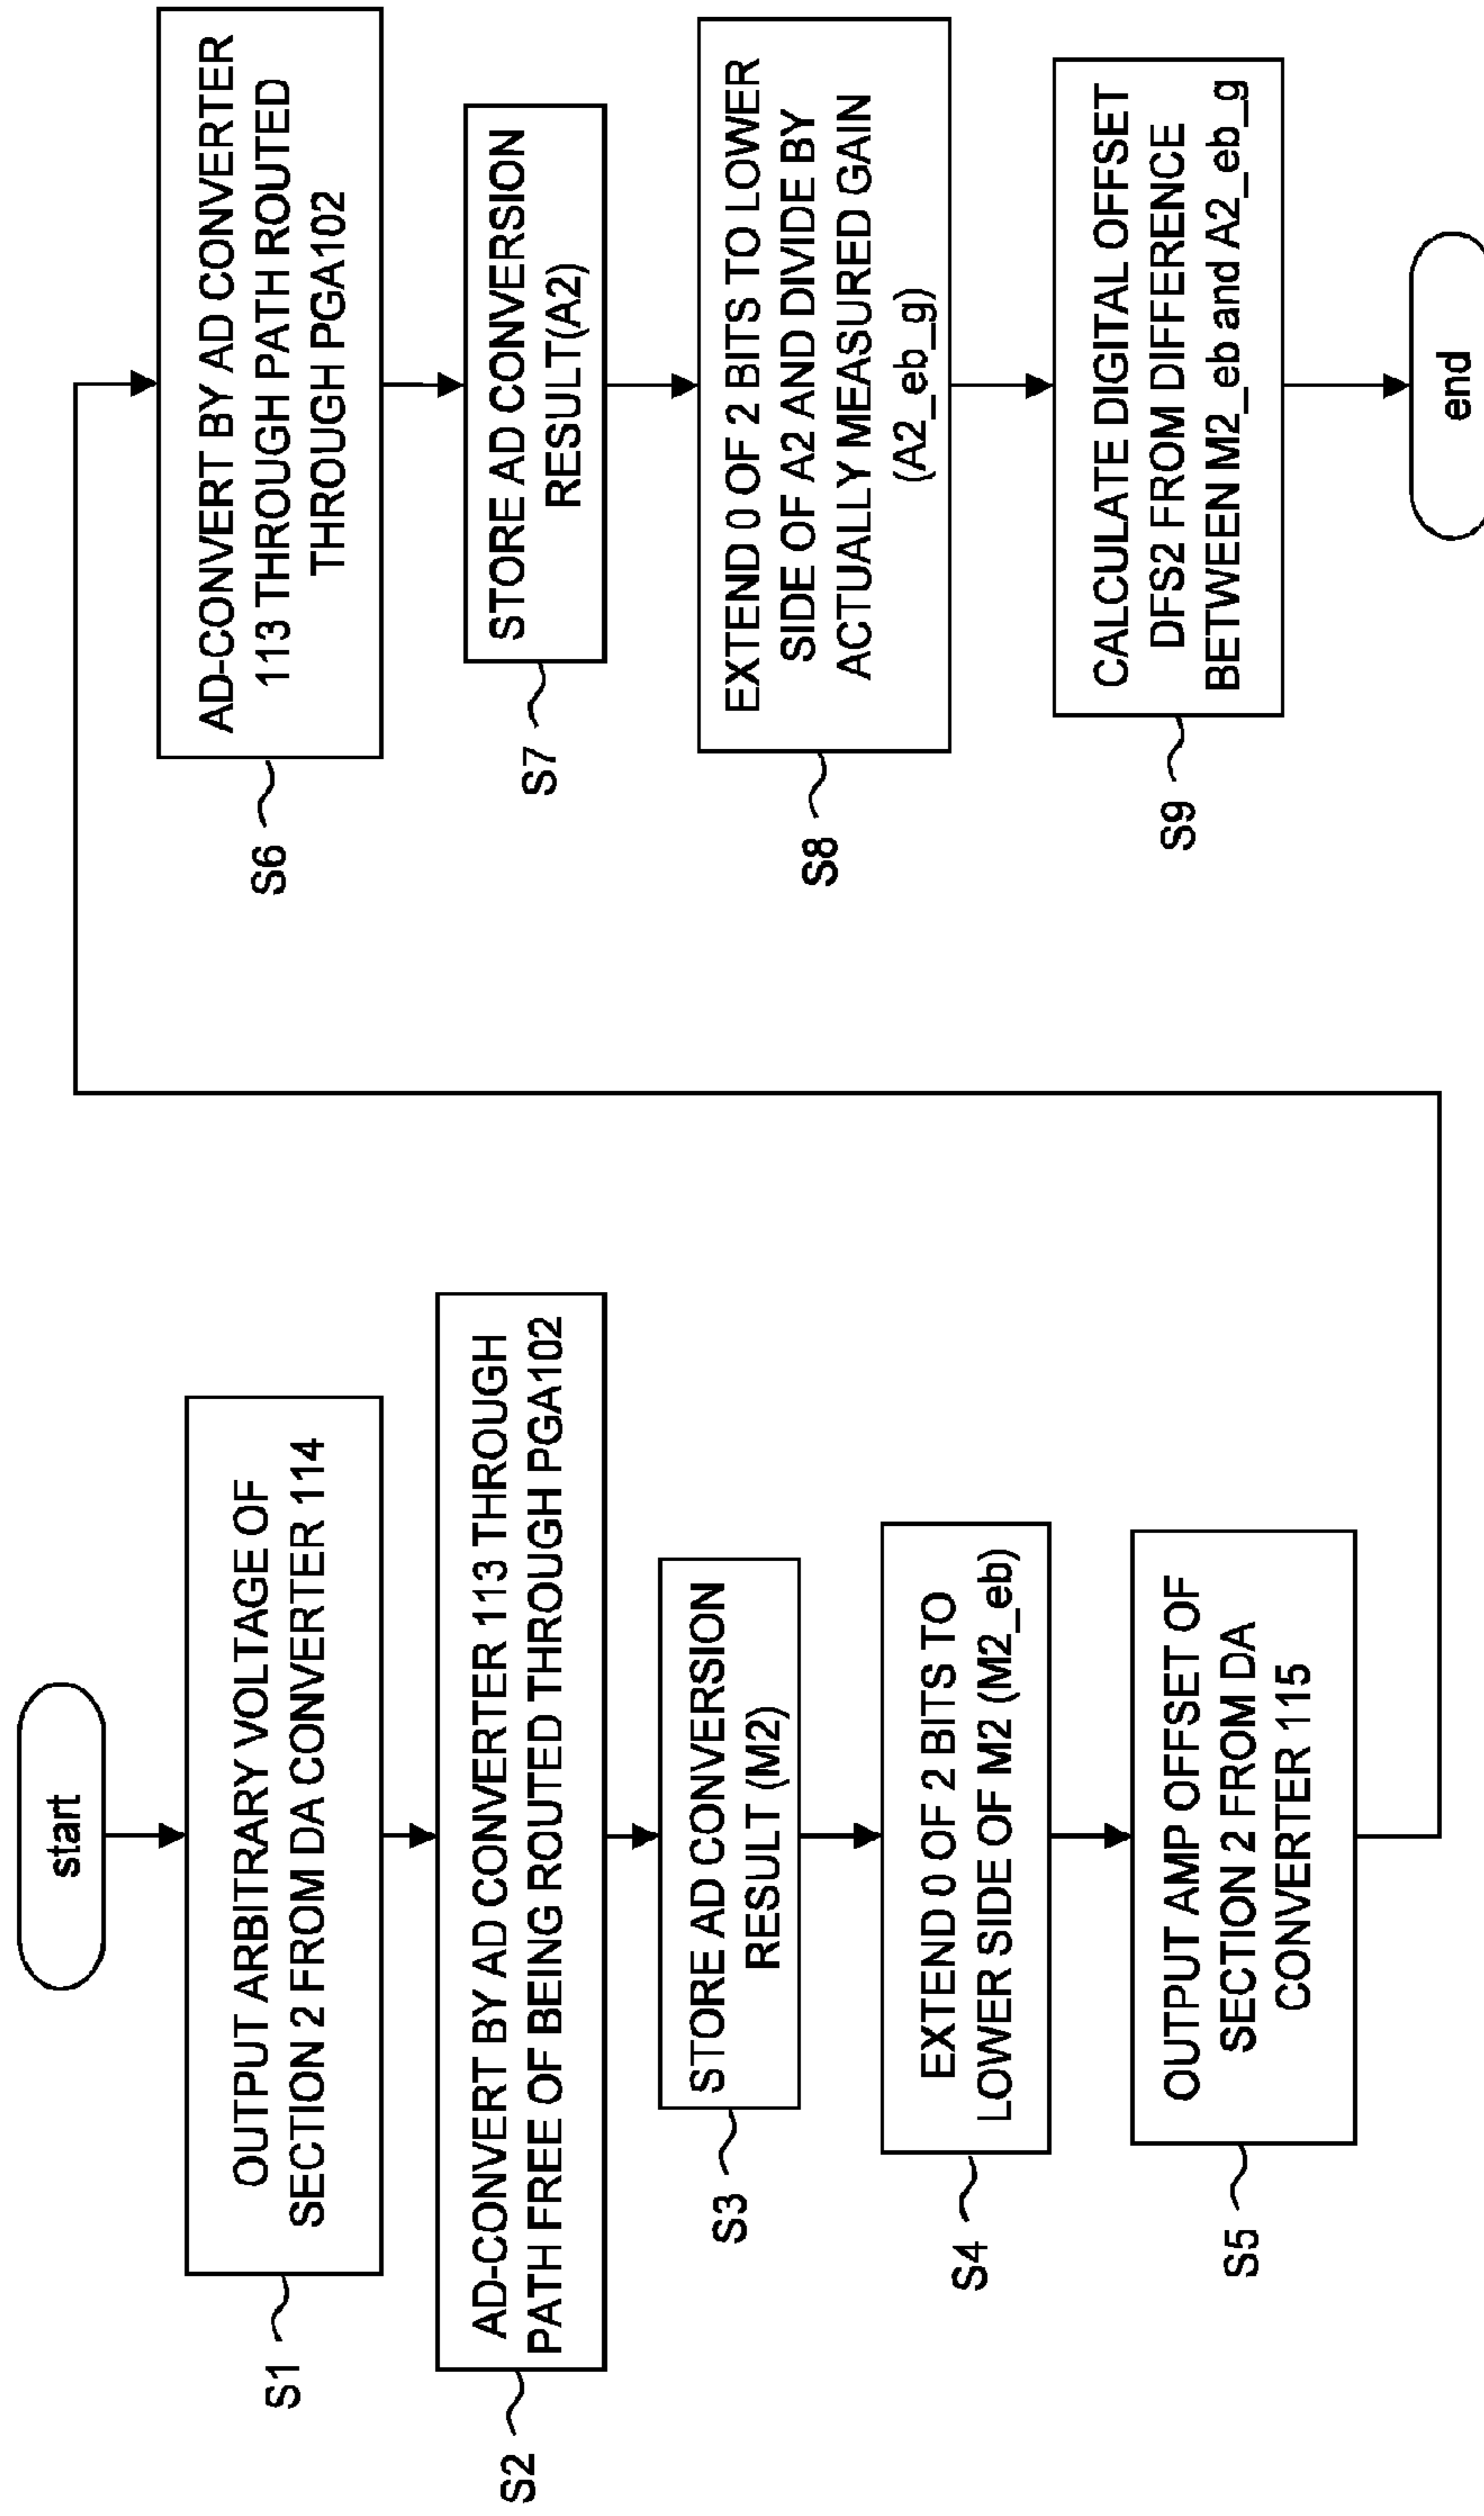 start
S1
OUTPUT ARBITRARY VOLTAGE OF
SECTION 2 FROM DA CONVERTER 114
S2
AD-CONVERT BY AD CONVERTER 113 THROUGH
PATH FREE OF BEING ROUTED THROUGH PGA102
S3
STORE AD CONVERSION
RESULT (M2)
S4
EXTEND 0 OF 2 BITS TO
LOWER SIDE OF M2 (M2_eb)
S5
OUTPUT AMP OFFSET OF
SECTION 2 FROM DA
CONVERTER 115
S6
AD-CONVERT BY AD CONVERTER
113 THROUGH PATH ROUTED
THROUGH PGA102
S7
STORE AD CONVERSION
RESULT(A2)
S8
EXTEND 0 OF 2 BITS TO LOWER
SIDE OF A2 AND DIVIDE BY
ACTUALLY MEASURED GAIN
(A2_eb_g)
S9
CALCULATE DIGITAL OFFSET
DFS2 FROM DIFFERENCE
BETWEEN M2_eb and A2_eb_g
end